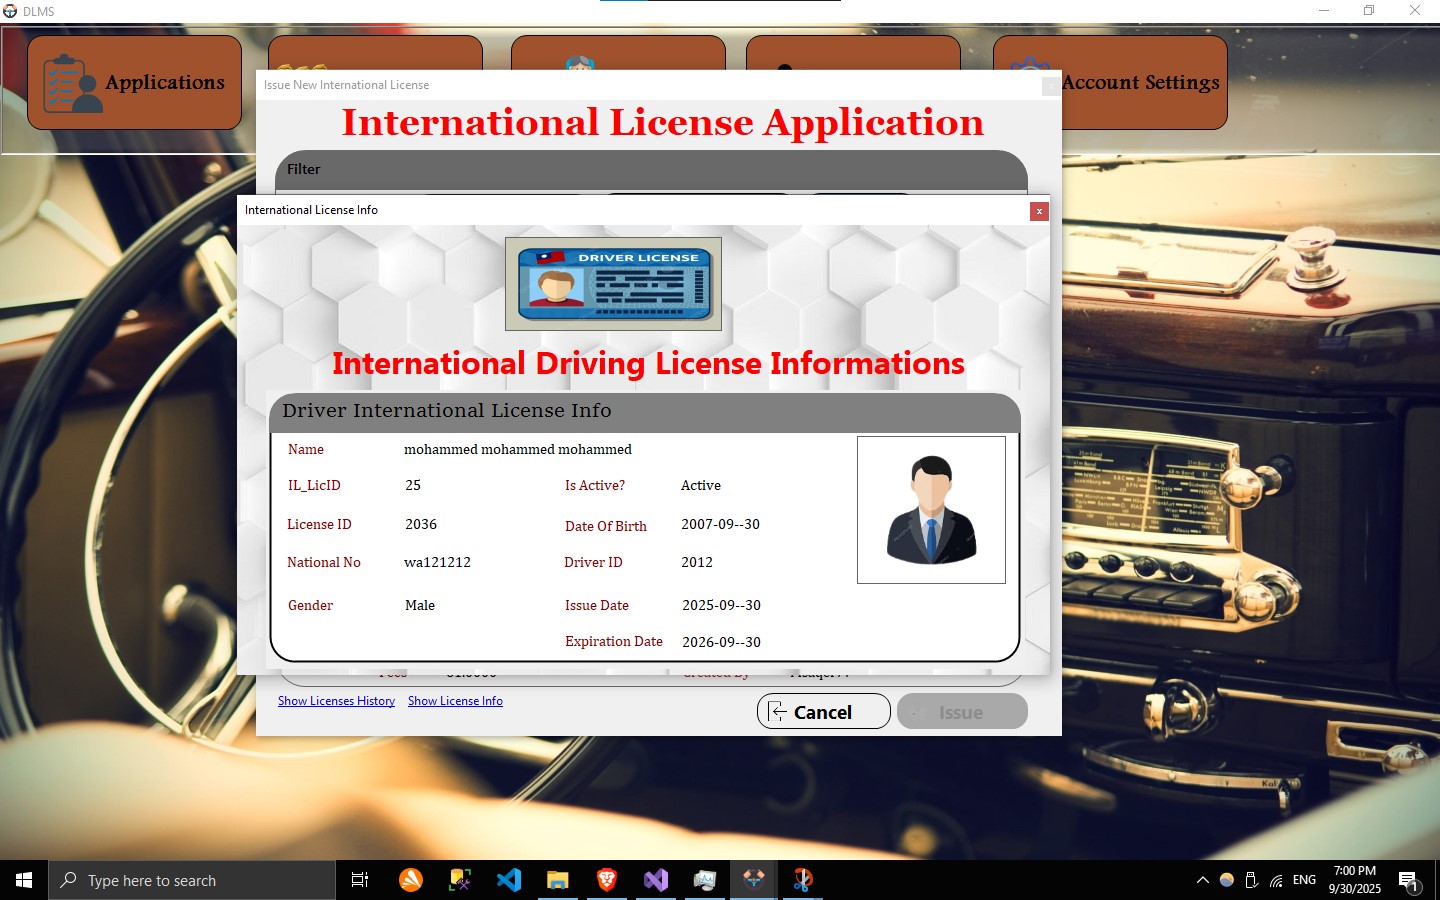 DLMS
Applications
Account Settings
Issue New International License
International License Application
Filter
International License Info
x
DRIVER LICENSE
International Driving License Informations
Driver International License Info
Name mohammed mohammed mohammed
IL_LicID 25 Is Active? Active
License ID 2036 Date Of Birth 2007-09--30
National No wa121212 Driver ID 2012
Gender Male Issue Date 2025-09--30
Expiration Date 2026-09--30
Show Licenses History Show License Info
Cancel Issue
Type here to search
ENG
7:00 PM
9/30/2025
1